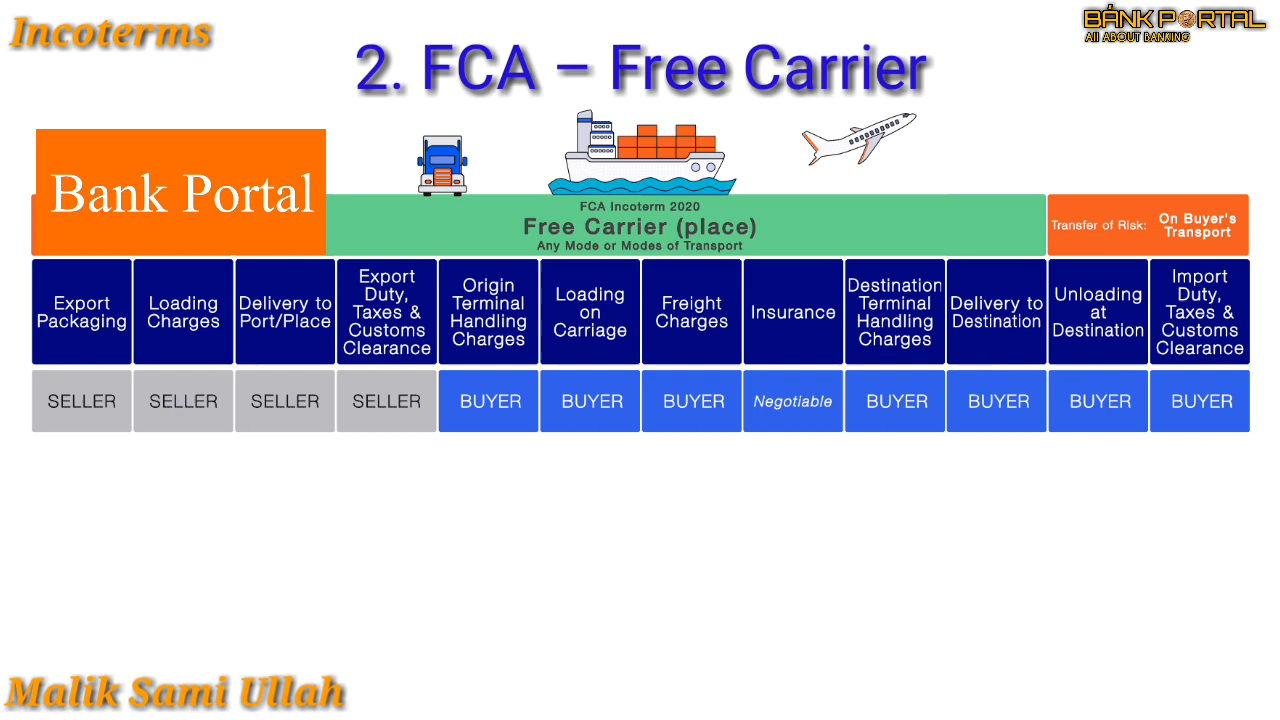 Incoterms
BÁNK PORTAL
All ABOUT BANKING
2. FCA – Free Carrier
Bank Portal
FCA Incoterm 2020
Free Carrier (place)
Any Mode or Modes of Transport
Transfer of Risk:
On Buyer's
Transport
Export
Packaging
Loading
Charges
Delivery to
Port/Place
Export
Duty,
Taxes &
Customs
Clearance
Origin
Terminal
Handling
Charges
Loading
on
Carriage
Freight
Charges
Insurance
Destination
Terminal
Handling
Charges
Delivery to
Destination
Unloading
at
Destination
Import
Duty,
Taxes &
Customs
Clearance
SELLER
SELLER
SELLER
SELLER
BUYER
BUYER
BUYER
Negotiable
BUYER
BUYER
BUYER
BUYER
Malik Sami Ullah